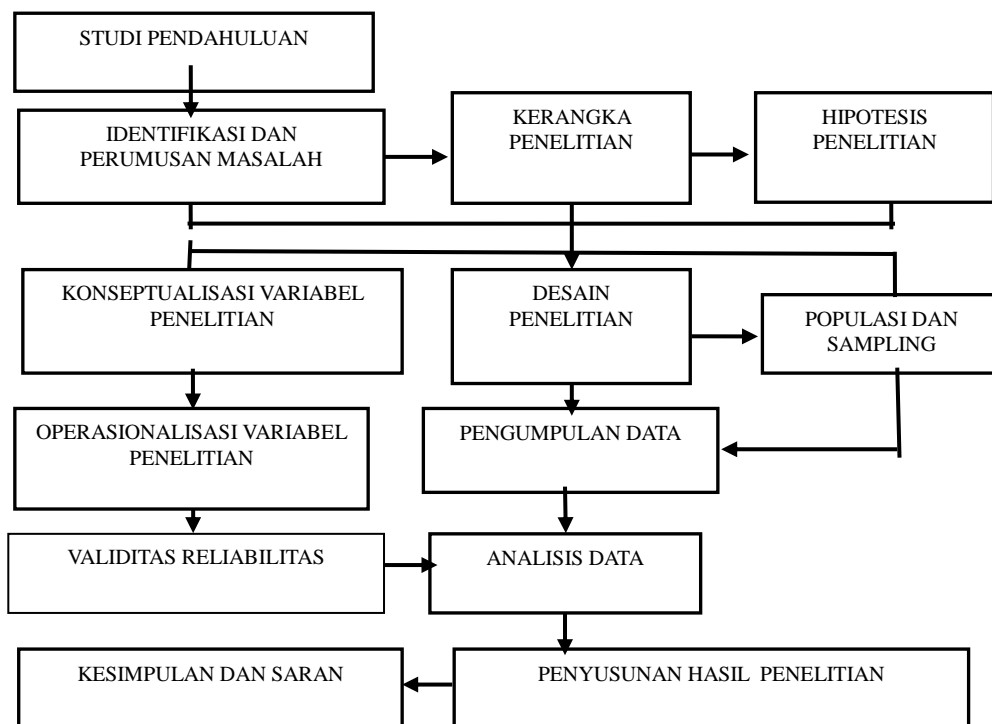 STUDI PENDAHULUAN
IDENTIFIKASI DAN
PERUMUSAN MASALAH
KERANGKA
PENELITIAN
HIPOTESIS
PENELITIAN
KONSEPTUALISASI VARIABEL
PENELITIAN
DESAIN
PENELITIAN
POPULASI DAN
SAMPLING
OPERASIONALISASI VARIABEL
PENELITIAN
PENGUMPULAN DATA
VALIDITAS RELIABILITAS
ANALISIS DATA
KESIMPULAN DAN SARAN
PENYUSUNAN HASIL  PENELITIAN